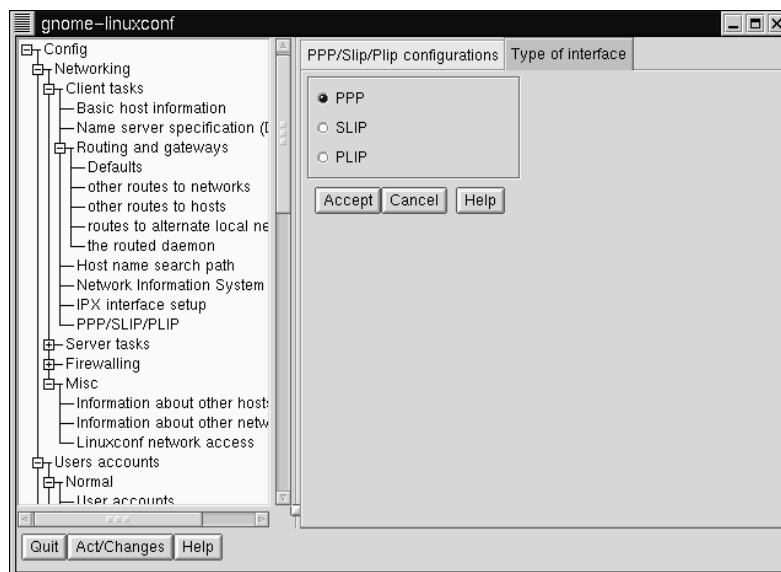 gnome-linuxconf
Config
Networking
Client tasks
Basic host information
Name server specification (
Routing and gateways
Defaults
other routes to networks
other routes to hosts
routes to alternate local ne
the routed daemon
Host name search path
Network Information System
IPX interface setup
PPP/SLIP/PLIP
Server tasks
Firewalling
Misc
Information about other host
Information about other netw
Linuxconf network access
Users accounts
Normal
User accounts
PPP/Slip/Plip configurations
Type of interface
PPP
SLIP
PLIP
Accept Cancel Help
Quit Act/Changes Help